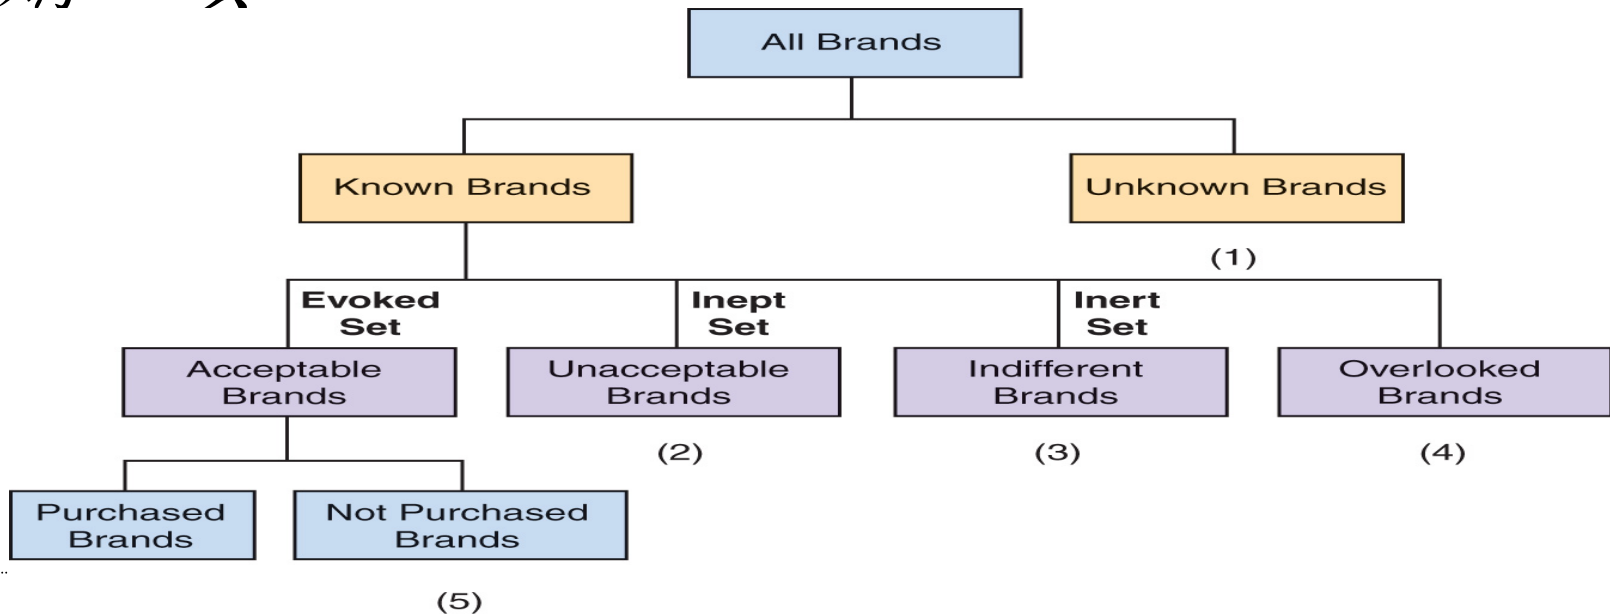 All Brands
Known Brands
Unknown Brands
(1)
Evoked
Set
Inept
Set
Inert
Set
Acceptable
Brands
Unacceptable
Brands
Indifferent
Brands
Overlooked
Brands
(2)
(3)
(4)
Purchased
Brands
Not Purchased
Brands
(5)